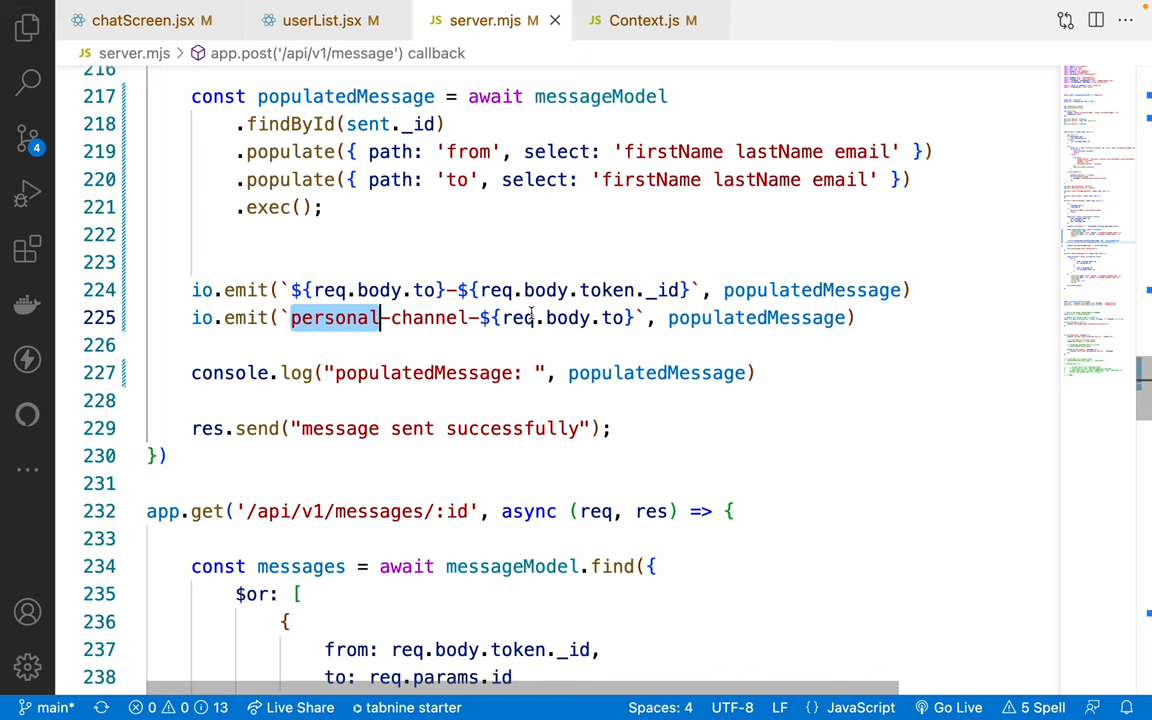 chatScreen.jsx M
userList.jsx M
JS server.mjs M
JS Context.js M
JS server.mjs > app.post('/api/v1/message') callback
216
217 const populatedMessage = await messageModel
218 .findById(sent._id)
219 .populate({ path: 'from', select: 'firstName lastName email' })
220 .populate({ path: 'to', select: 'firstName lastName email' })
221 .exec();
222
223
224 io.emit(`${req.body.to}-${req.body.token._id}`, populatedMessage)
225 io.emit(`personal-channel-${req.body.to}`, populatedMessage)
226
227 console.log("populatedMessage: ", populatedMessage)
228
229 res.send("message sent successfully");
230 })
231
232 app.get('/api/v1/messages/:id', async (req, res) => {
233
234 const messages = await messageModel.find({
235 $or: [
236 {
237 from: req.body.token._id,
238 to: req.params.id
4
main* 0 0 13 Live Share tabnine starter Spaces: 4 UTF-8 LF {} JavaScript Go Live 5 Spell